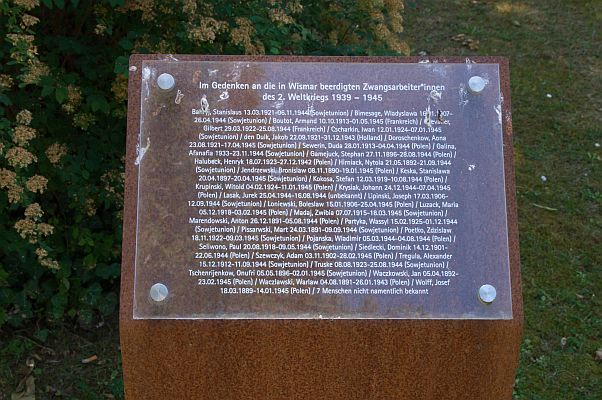 Im Gedenken an die in Wismar beerdigten Zwangsarbeiter*innen
des 2. Weltkriegs 1939 – 1945
Stanislaus 13.03.1921-06.11.1944 (Sowjetunion) / Bimesage, Wladyslawa
26.04.1944 (Sowjetunion) / Boutot, Armand 10.10.1913-01.05.1945 (Frankreich) /
Gilbert 29.03.1922-25.08.1944 (Frankreich) / Cscharkin, Iwan 12.01.1924-07.01.1945
(Sowjetunion) / den Duik, Jakob 22.09.1921-31.12.1943 (Holland) / Doroschenkow, Aona
23.08.1921-17.04.1945 (Sowjetunion) / Sewerin, Duda 28.01.1913-04.04.1944 (Polen) / Galina,
Afanafia 1933-23.11.1944 (Sowjetunion) / Gamejuck, Stephan 27.11.1896-28.08.1944 (Polen) /
Halubeck, Henryk 18.07.1923-27.12.1942 (Polen) / Hirniack, Nytola 21.05.1892-21.09.1944
(Sowjetunion) / Jendrzewski, Bronislaw 08.11.1890-19.01.1945 (Polen) / Keska, Stanislawa
20.04.1897-20.04.1945 (Sowjetunion) / Kokosa, Stefan 12.03.1919-10.08.1944 (Polen) /
Krupinski, Witold 04.02.1924-11.01.1945 (Polen) / Krysiak, Johann 24.12.1944-07.04.1945
(Polen) / Lasak, Jurek 25.04.1944-16.08.1944 (unbekannt) / Lipinski, Joseph 17.03.1906-
12.09.1944 (Sowjetunion) / Loniewski, Boleslaw 15.01.1906-25.04.1945 (Polen) / Luzack, Maria
05.12.1918-03.02.1945 (Polen) / Madaj, Zwibla 07.07.1915-18.03.1945 (Sowjetunion) /
Marendowski, Anton 26.12.1891-05.08.1944 (Polen) / Partyka, Wassyl 15.02.1925-01.12.1944
(Sowjetunion) / Pissarwski, Mart 24.03.1891-09.09.1944 (Sowjetunion) / Poetko, Zdzislaw
18.11.1922-09.03.1945 (Polen) / Pojarska, Wladimir 05.03.1944-04.08.1944 (Polen) /
Seliwono, Paul 20.08.1918-09.05.1944 (Sowjetunion) / Siedlecki, Dominik 14.12.1901-
22.06.1944 (Polen) / Szewczyk, Adam 03.11.1902-28.02.1945 (Polen) / Tregula, Alexander
15.12.1912-11.09.1944 (Sowjetunion) / Truske 08.08.1923-25.08.1944 (Sowjetunion) /
Tschenrijenkow, Onufri 05.05.1896-02.01.1945 (Sowjetunion) / Waczkowski, Jan 05.04.1892-
23.02.1945 (Polen) / Waczlawski, Warlaw 04.08.1891-26.01.1943 (Polen) / Wolff, Josef
18.03.1889-14.01.1945 (Polen) / 7 Menschen nicht namentlich bekannt